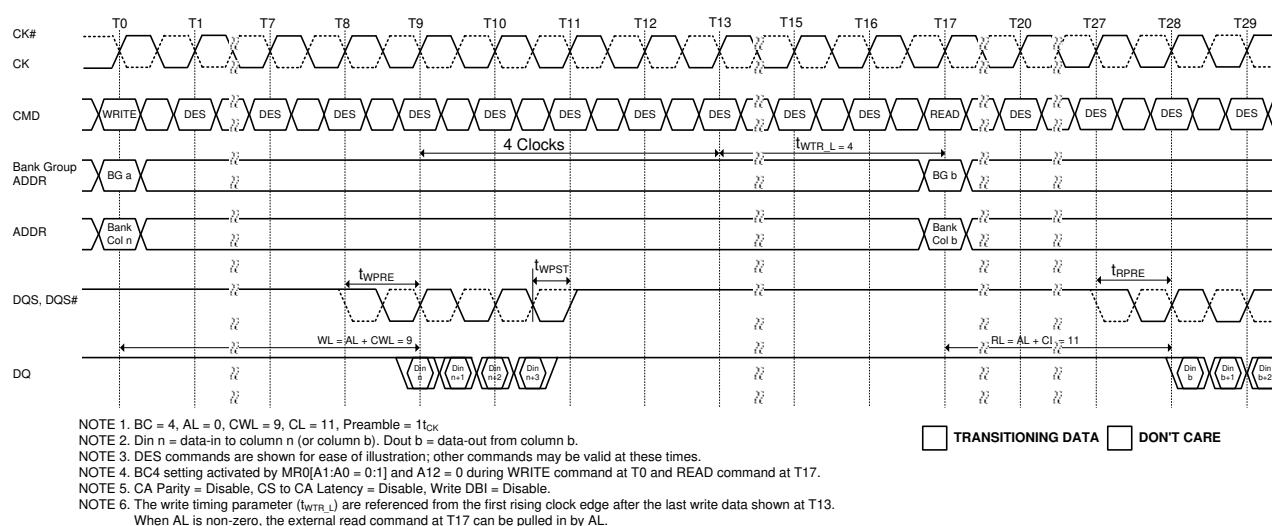 T0 T1 T7 T8 T9 T10 T11 T12 T13 T15 T16 T17 T20 T27 T28 T29
CK#
CK
CMD WRITE DES DES DES DES DES DES DES DES DES DES READ DES DES DES DES
4 Clocks tWTR_L = 4
Bank Group
ADDR
BG a BG b
ADDR
Bank
Col n
Bank
Col b
tWPRE tWPST tRPRE
DQS, DQS#
WL = AL + CWL = 9 RL = AL + CL = 11
DQ
Din
n
Din
n+1
Din
n+2
Din
n+3
Din
b
Din
b+1
Din
b+2
NOTE 1. BC = 4, AL = 0, CWL = 9, CL = 11, Preamble = 1tCK
NOTE 2. Din n = data-in to column n (or column b). Dout b = data-out from column b.
NOTE 3. DES commands are shown for ease of illustration; other commands may be valid at these times.
NOTE 4. BC4 setting activated by MR0[A1:A0 = 0:1] and A12 = 0 during WRITE command at T0 and READ command at T17.
NOTE 5. CA Parity = Disable, CS to CA Latency = Disable, Write DBI = Disable.
NOTE 6. The write timing parameter (tWTR_L) are referenced from the first rising clock edge after the last write data shown at T13.
When AL is non-zero, the external read command at T17 can be pulled in by AL.
TRANSITIONING DATA DON'T CARE